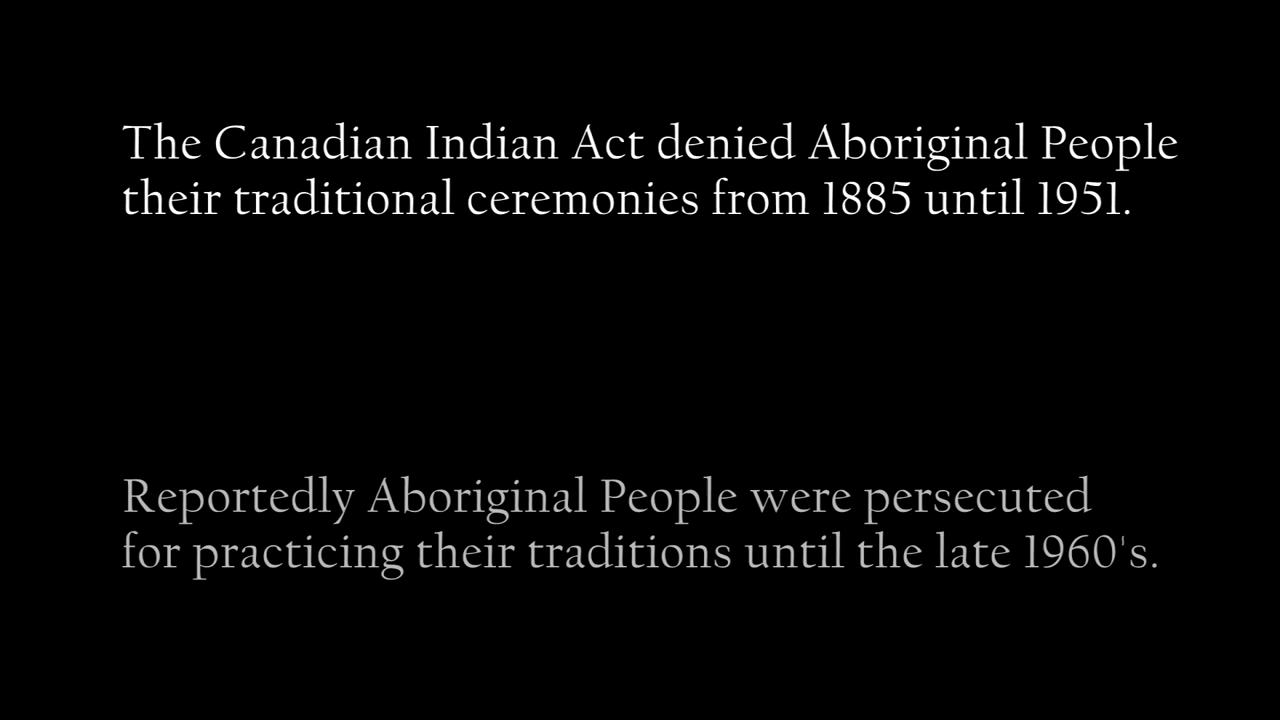 The Canadian Indian Act denied Aboriginal People
their traditional ceremonies from 1885 until 1951.
Reportedly Aboriginal People were persecuted
for practicing their traditions until the late 1960's.